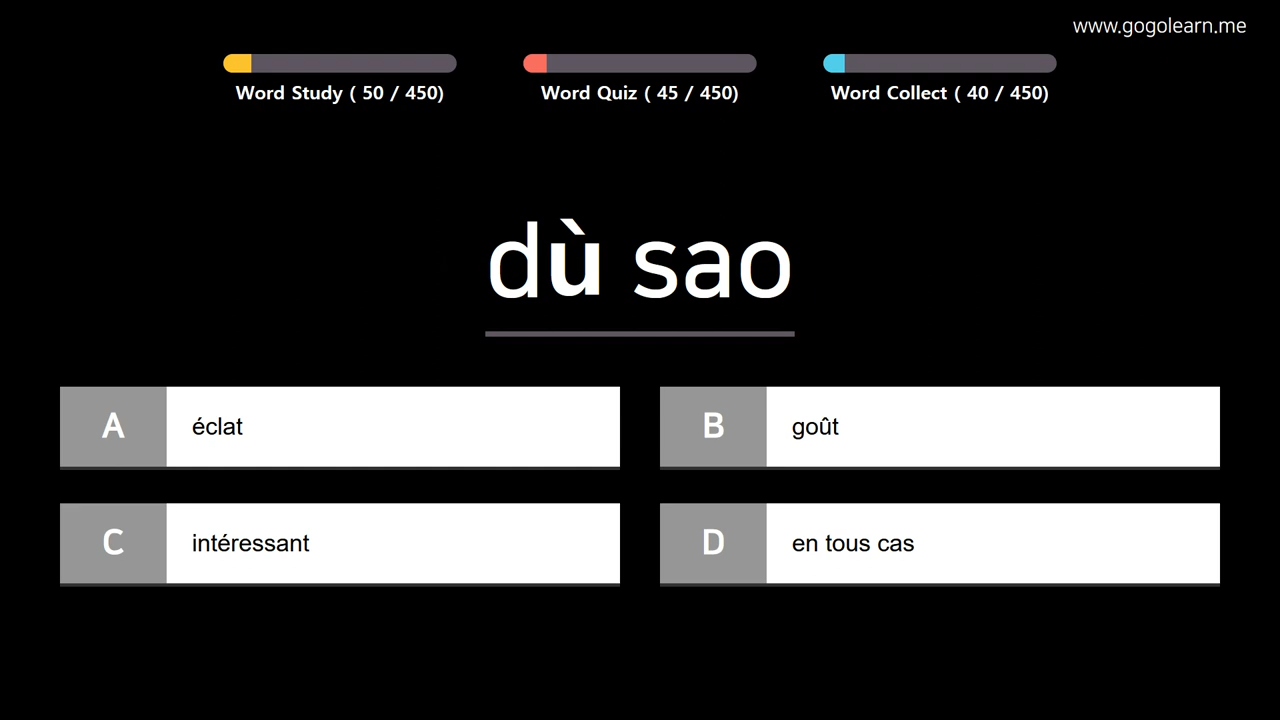 www.gogolearn.me
Word Study ( 50 / 450)
Word Quiz ( 45 / 450)
Word Collect ( 40 / 450)
dù sao
A éclat
B goût
C intéressant
D en tous cas